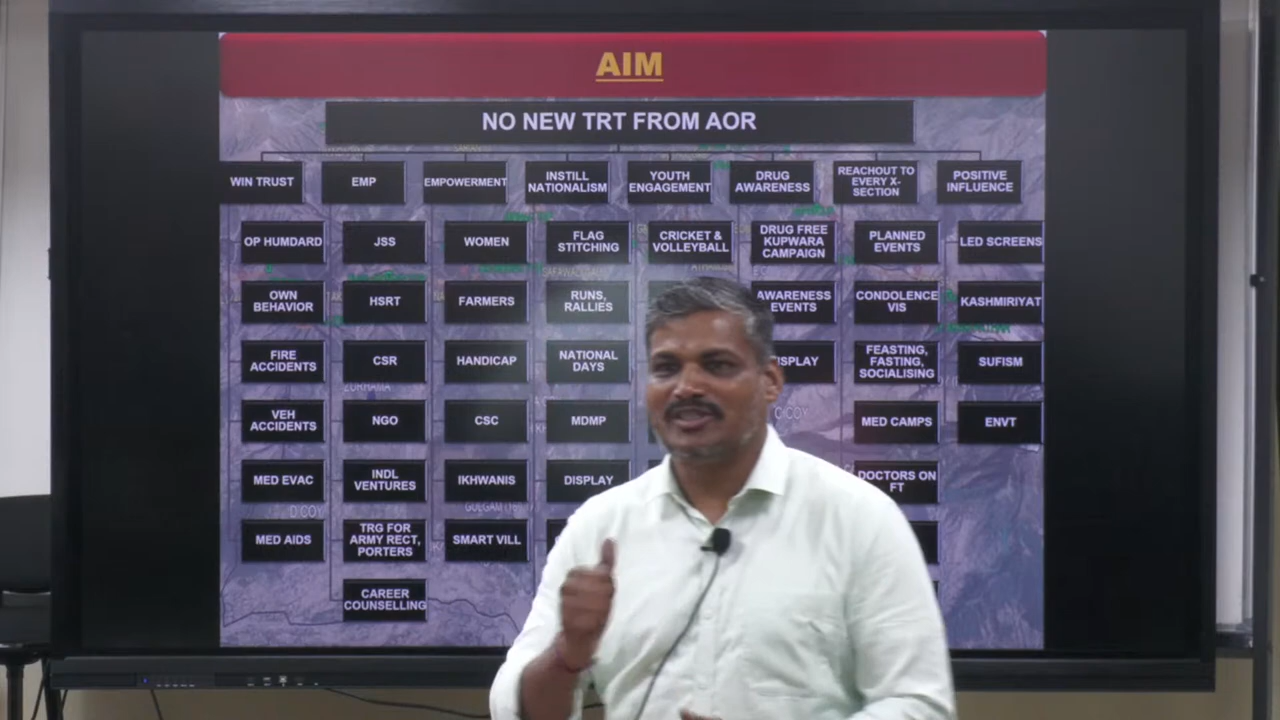 AIM
NO NEW TRT FROM AOR
WIN TRUST
EMP
EMPOWERMENT
INSTILL
NATIONALISM
YOUTH
ENGAGEMENT
DRUG
AWARENESS
REACHOUT TO
EVERY X-
SECTION
POSITIVE
INFLUENCE
OP HUMDARD
JSS
WOMEN
FLAG
STITCHING
CRICKET &
VOLLEYBALL
DRUG FREE
KUPWARA
CAMPAIGN
PLANNED
EVENTS
LED SCREENS
OWN
BEHAVIOR
HSRT
FARMERS
RUNS,
RALLIES
AWARENESS
EVENTS
CONDOLENCE
VIS
KASHMIRIYAT
FIRE
ACCIDENTS
CSR
HANDICAP
NATIONAL
DAYS
ISPLAY
FEASTING,
FASTING,
SOCIALISING
SUFISM
ZURHAMA
VEH
ACCIDENTS
NGO
CSC
MDMP
C COY
MED CAMPS
ENVT
MED EVAC
INDL
VENTURES
IKHWANIS
DISPLAY
DOCTORS ON
FT
D COY
MED AIDS
TRG FOR
ARMY RECT,
PORTERS
SMART VILL
CAREER
COUNSELLING